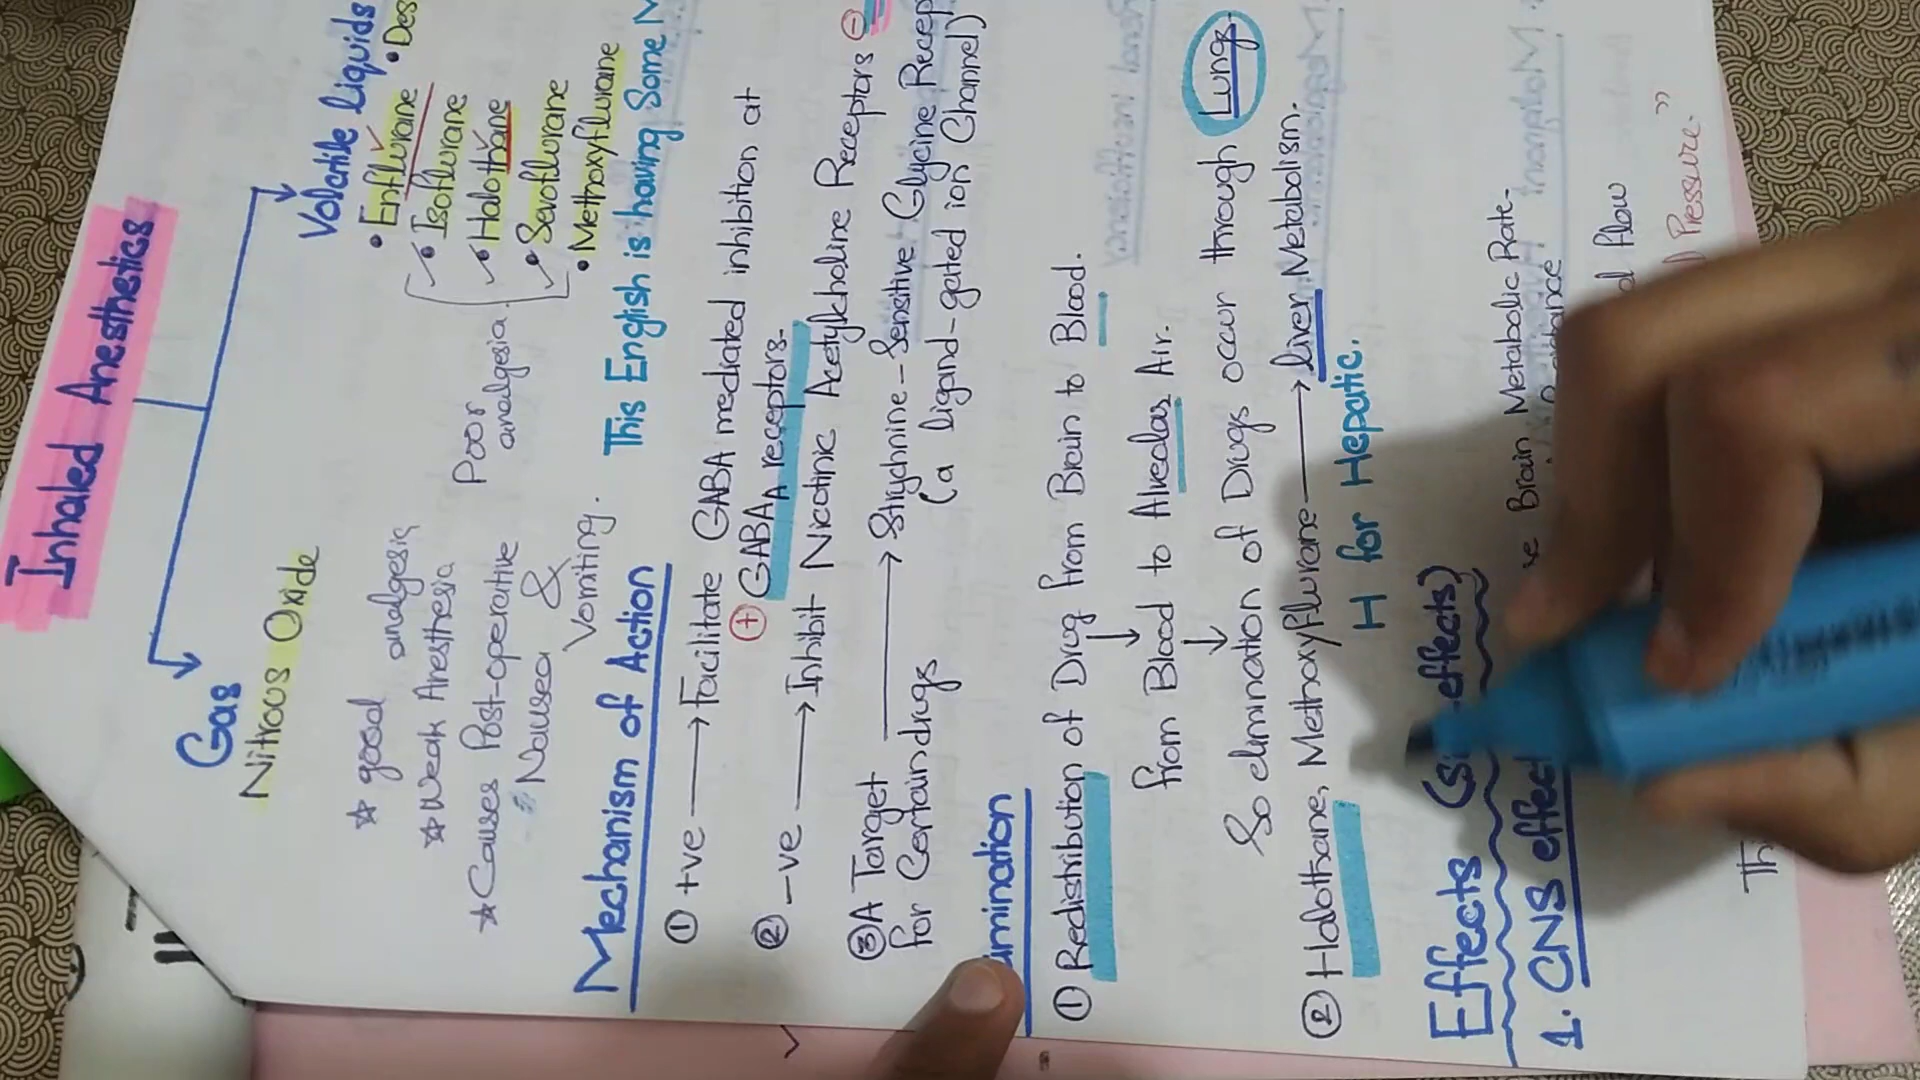 Inhaled Anesthetics
Gas
Nitrous Oxide
☆ good analgesia
☆ Weak Anesthesia
☆ Causes Post-operative
Nausea &
Vomiting.
Volatile liquids
• Enflurane • Des
• Isoflurane
• Halothane
• Sevoflurane
• Methoxyflurane
Poor
analgesia.
This English is having Some M
Mechanism of Action
① +ve → Facilitate GABA mediated inhibition at
⊕ GABAA receptors.
② -ve → Inhibit Nicotinic Acetylcholine Receptors ⊖
③ A Target → Strychnine-Sensitive Glycine Recep
for Certain drugs (a ligand-gated ion Channel)
imination
① Redistribution of Drug from Brain to Blood.
↓
from Blood to Alveolar Air.
↓
So elimination of Drugs occur through Lung.
② Halothane, Methoxyflurane → liver Metabolism.
H for Hepatic.
Effects effects)
1. CNS effect Brain Metabolic Rate.
flow
Pressure."